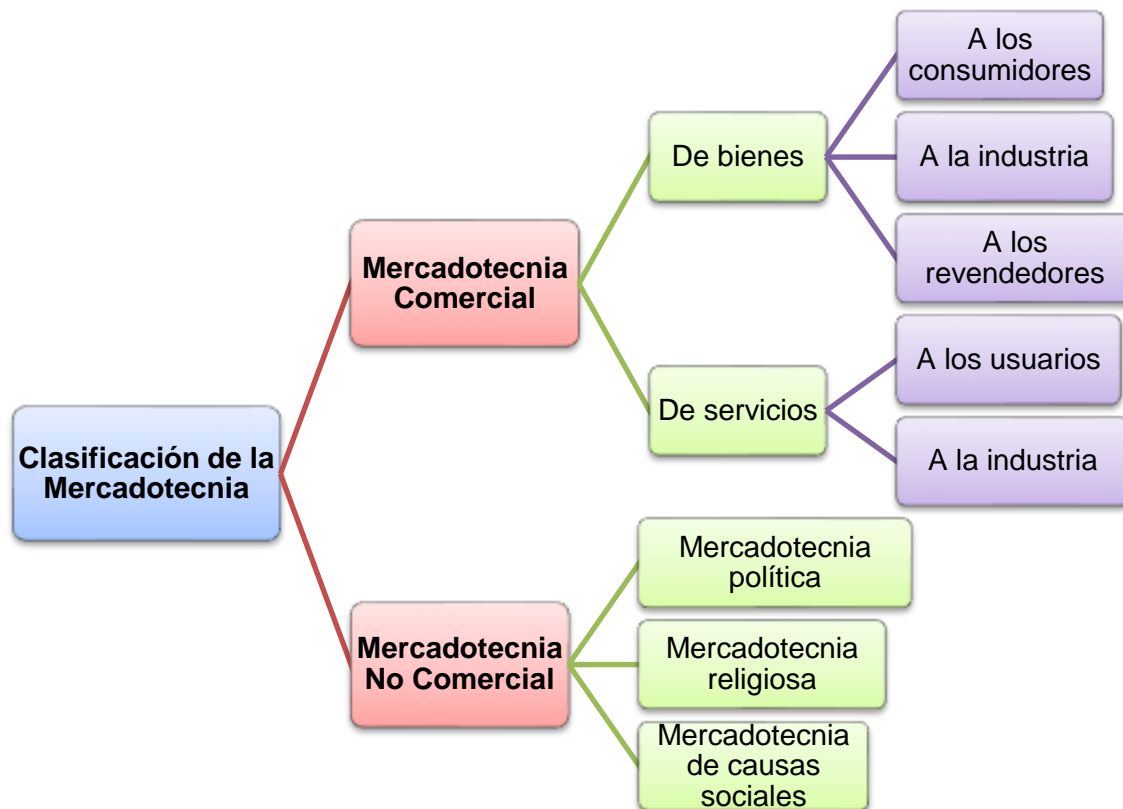 Clasificación de la
Mercadotecnia
Mercadotecnia
Comercial
De bienes
A los
consumidores
A la industria
A los
revendedores
De servicios
A los usuarios
A la industria
Mercadotecnia
No Comercial
Mercadotecnia
política
Mercadotecnia
religiosa
Mercadotecnia
de causas
sociales